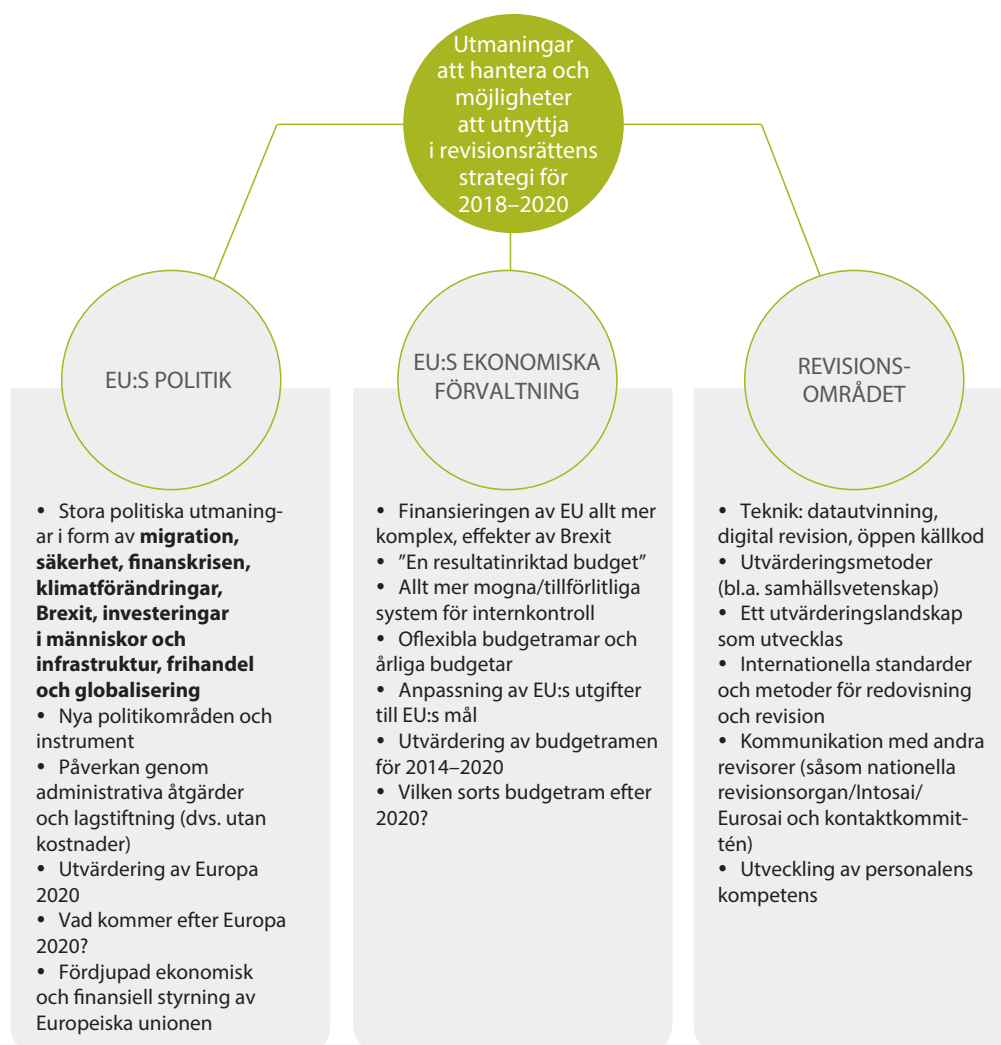 Utmaningar
att hantera och
möjligheter
att utnyttja
i revisionsrättens
strategi för
2018–2020
EU:S POLITIK
• Stora politiska utmaning-
ar i form av migration,
säkerhet, finanskrisen,
klimatförändringar,
Brexit, investeringar
i människor och
infrastruktur, frihandel
och globalisering
• Nya politikområden och
instrument
• Påverkan genom
administrativa åtgärder
och lagstiftning (dvs. utan
kostnader)
• Utvärdering av Europa
2020
• Vad kommer efter Europa
2020?
• Fördjupad ekonomisk
och finansiell styrning av
Europeiska unionen
EU:S EKONOMISKA
FÖRVALTNING
• Finansieringen av EU allt mer
komplex, effekter av Brexit
• ”En resultatinriktad budget”
• Allt mer mogna/tillförlitliga
system för internkontroll
• Oflexibla budgetramar och
årliga budgetar
• Anpassning av EU:s utgifter
till EU:s mål
• Utvärdering av budgetramen
för 2014–2020
• Vilken sorts budgetram efter
2020?
REVISIONS-
OMRÅDET
• Teknik: datautvinning,
digital revision, öppen källkod
• Utvärderingsmetoder
(bl.a. samhällsvetenskap)
• Ett utvärderingslandskap
som utvecklas
• Internationella standarder
och metoder för redovisning
och revision
• Kommunikation med andra
revisorer (såsom nationella
revisionsorgan/Intosai/
Eurosai och kontaktkommit-
tén)
• Utveckling av personalens
kompetens